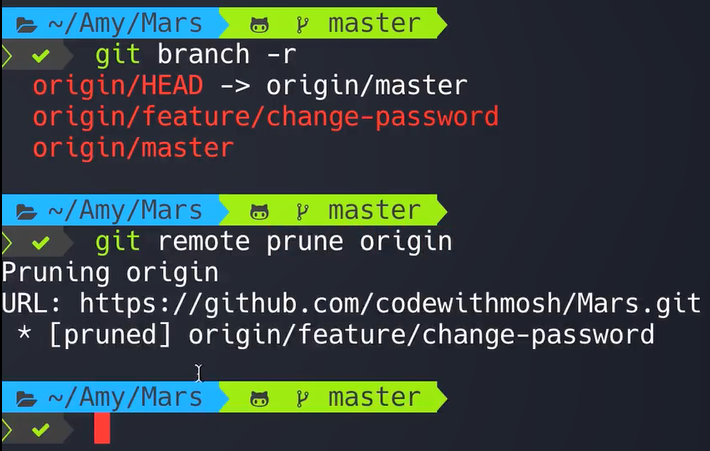 ~/Amy/Mars master
git branch -r
origin/HEAD -> origin/master
origin/feature/change-password
origin/master
~/Amy/Mars master
git remote prune origin
Pruning origin
URL: https://github.com/codewithmosh/Mars.git
* [pruned] origin/feature/change-password
~/Amy/Mars master